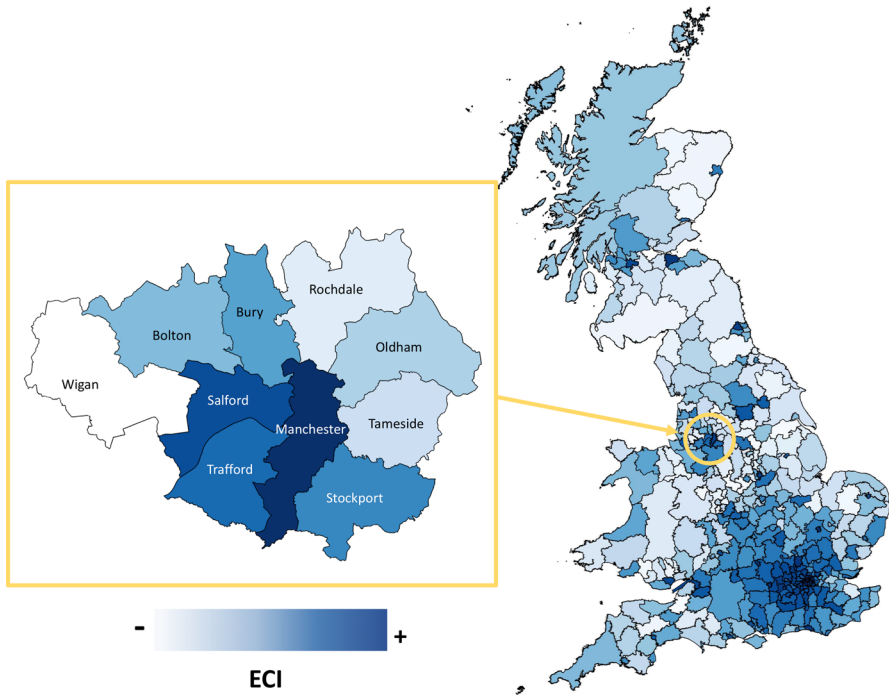 Rochdale
Bury
Bolton
Oldham
Wigan
Salford
Manchester
Tameside
Trafford
Stockport
- +
ECI